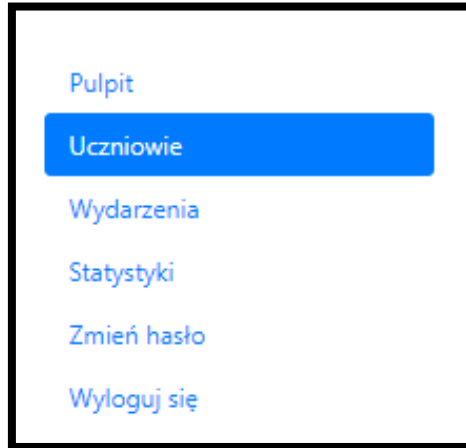 Pulpit
Uczniowie
Wydarzenia
Statystyki
Zmień hasło
Wyloguj się